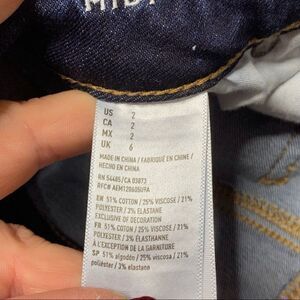 US 2
CA 2
MX 2
UK 6
MADE IN CHINA / FABRIQUÉ EN CHINE /
HECHO EN CHINA
RN 54485/CA 03873
EN 51% COTTON / 25% VISCOSE / 21%
POLYESTER / 3% ELASTANE
EXCLUSIVE OF DECORATION
FR 51% COTON / 25% VISCOSE / 21%
POLYESTER / 3% ÉLASTHANNE
À L'EXCEPTION DE LA GARNITURE
SP 51% algodón / 25% viscosa / 21%
poliéster / 3% elastano